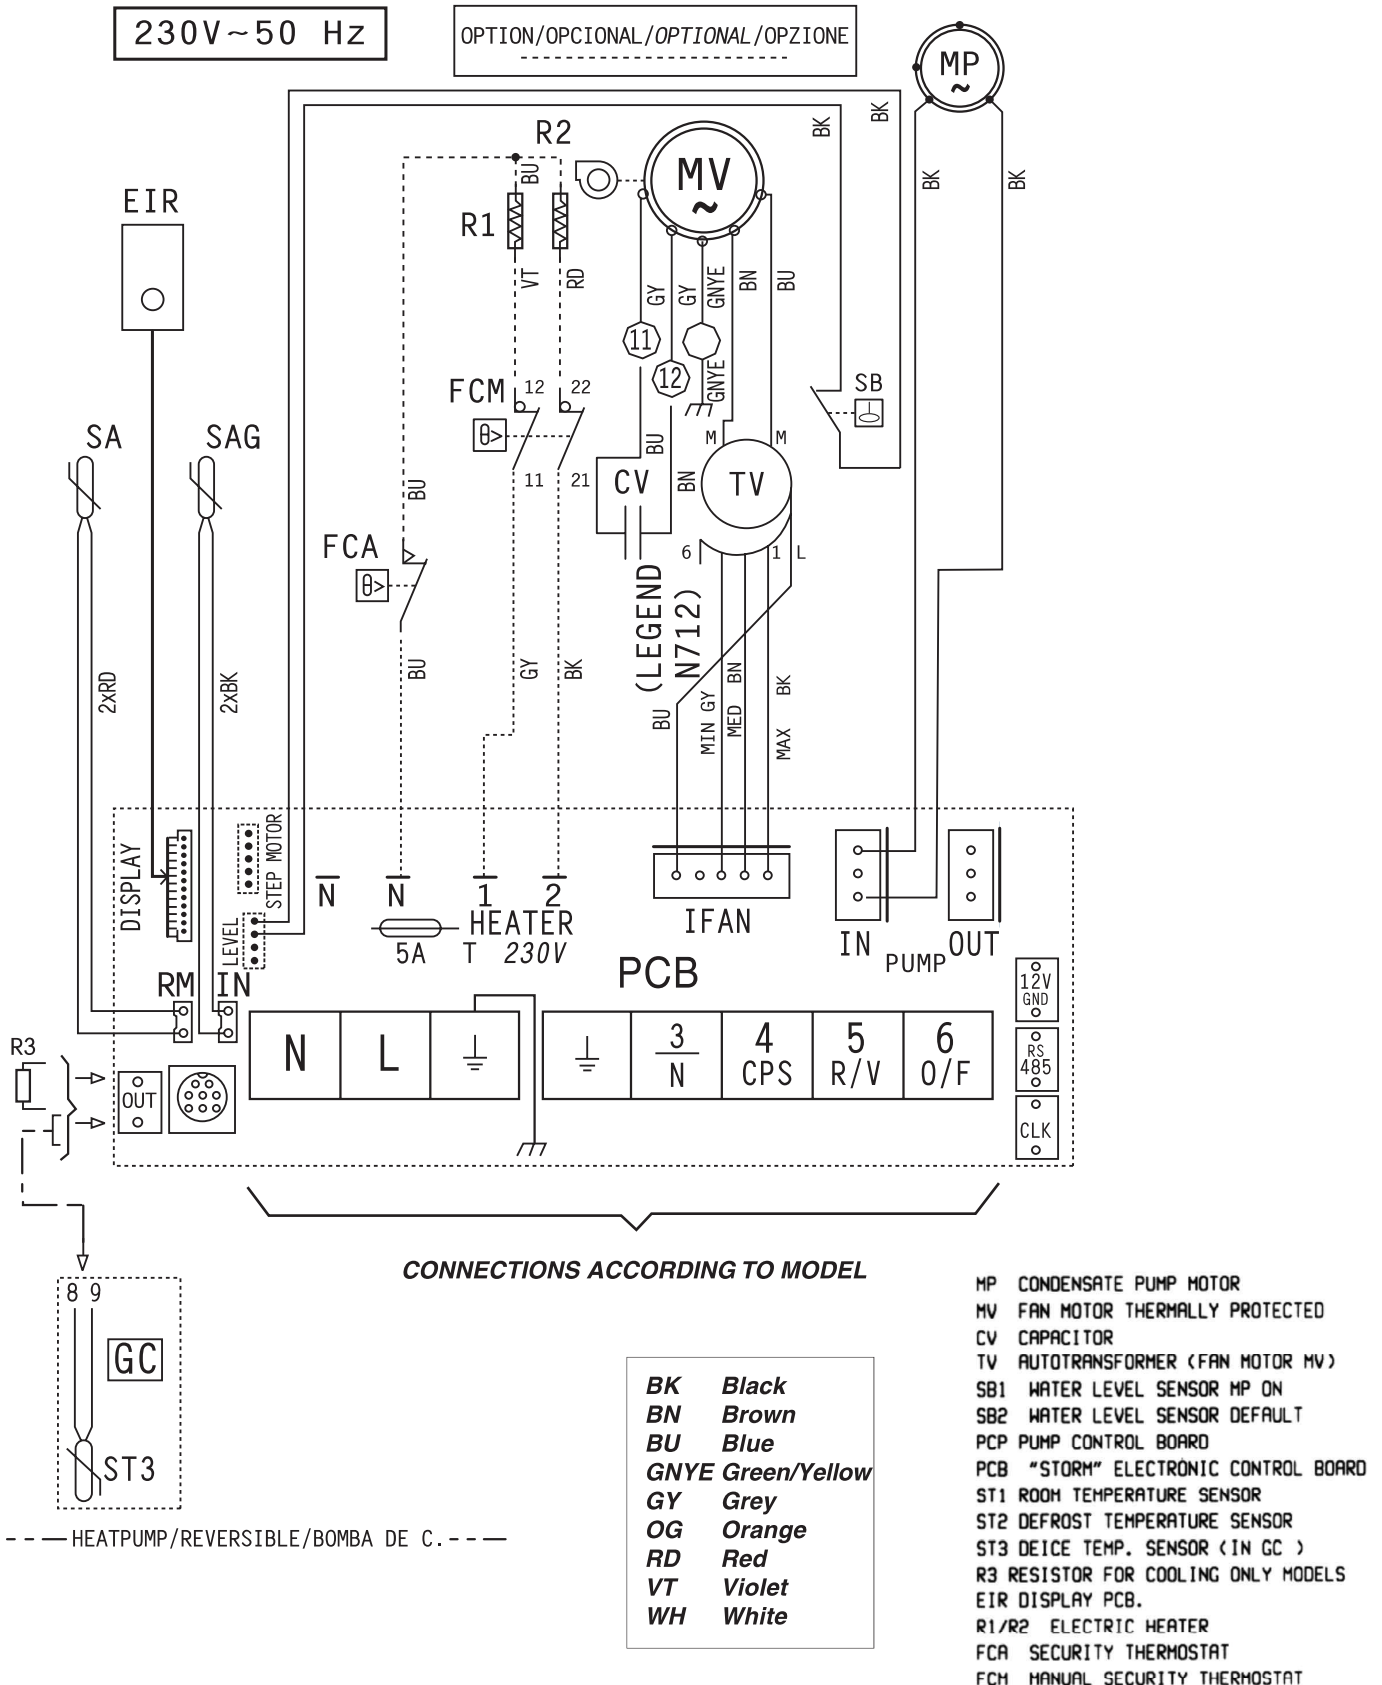 230V~50 Hz
OPTION/OPCIONAL/OPTIONAL/OPZIONE
MP
~
BK
BK
BK
BK
R2
BU
MV
~
R1
EIR
VT
RD
GY
GY
GNYE
BN
BU
11
12
GNYE
FCM
12
22
θ>
11
21
SB
SA
SAG
M
M
BU
CV
BN
TV
BU
FCA
θ>
6
1
L
(LEGEND
N712)
2xRD
2xBK
BU
GY
BK
BU
MIN GY
MED BN
MAX BK
DISPLAY
STEP MOTOR
LEVEL
N
N
1
2
HEATER
5A T 230V
IFAN
IN
PUMP
OUT
PCB
RM
IN
12V
GND
N
L
3
N
4
CPS
5
R/V
6
O/F
RS
485
R3
OUT
CLK
CONNECTIONS ACCORDING TO MODEL
8 9
GC
ST3
HEATPUMP/REVERSIBLE/BOMBA DE C.
BK Black
BN Brown
BU Blue
GNYE Green/Yellow
GY Grey
OG Orange
RD Red
VT Violet
WH White
MP CONDENSATE PUMP MOTOR
MV FAN MOTOR THERMALLY PROTECTED
CV CAPACITOR
TV AUTOTRANSFORMER (FAN MOTOR MV)
SB1 WATER LEVEL SENSOR MP ON
SB2 WATER LEVEL SENSOR DEFAULT
PCP PUMP CONTROL BOARD
PCB "STORM" ELECTRONIC CONTROL BOARD
ST1 ROOM TEMPERATURE SENSOR
ST2 DEFROST TEMPERATURE SENSOR
ST3 DEICE TEMP. SENSOR (IN GC )
R3 RESISTOR FOR COOLING ONLY MODELS
EIR DISPLAY PCB.
R1/R2 ELECTRIC HEATER
FCA SECURITY THERMOSTAT
FCM MANUAL SECURITY THERMOSTAT